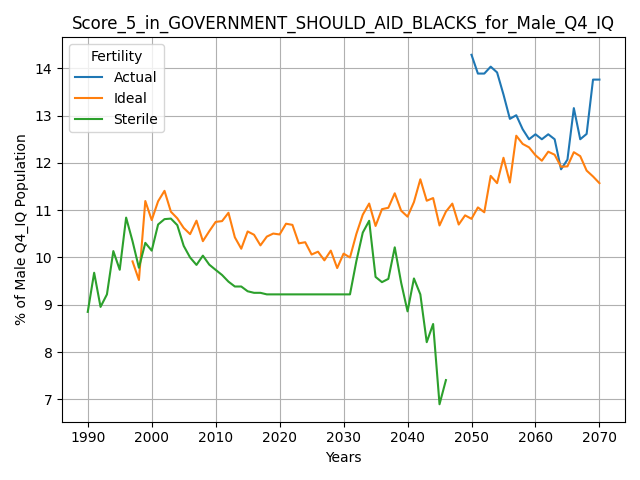 Score_5_in_GOVERNMENT_SHOULD_AID_BLACKS_for_Male_Q4_IQ
Fertility
Actual
Ideal
Sterile
% of Male Q4_IQ Population
14
13
12
11
10
9
8
7
1990
2000
2010
2020
2030
2040
2050
2060
2070
Years